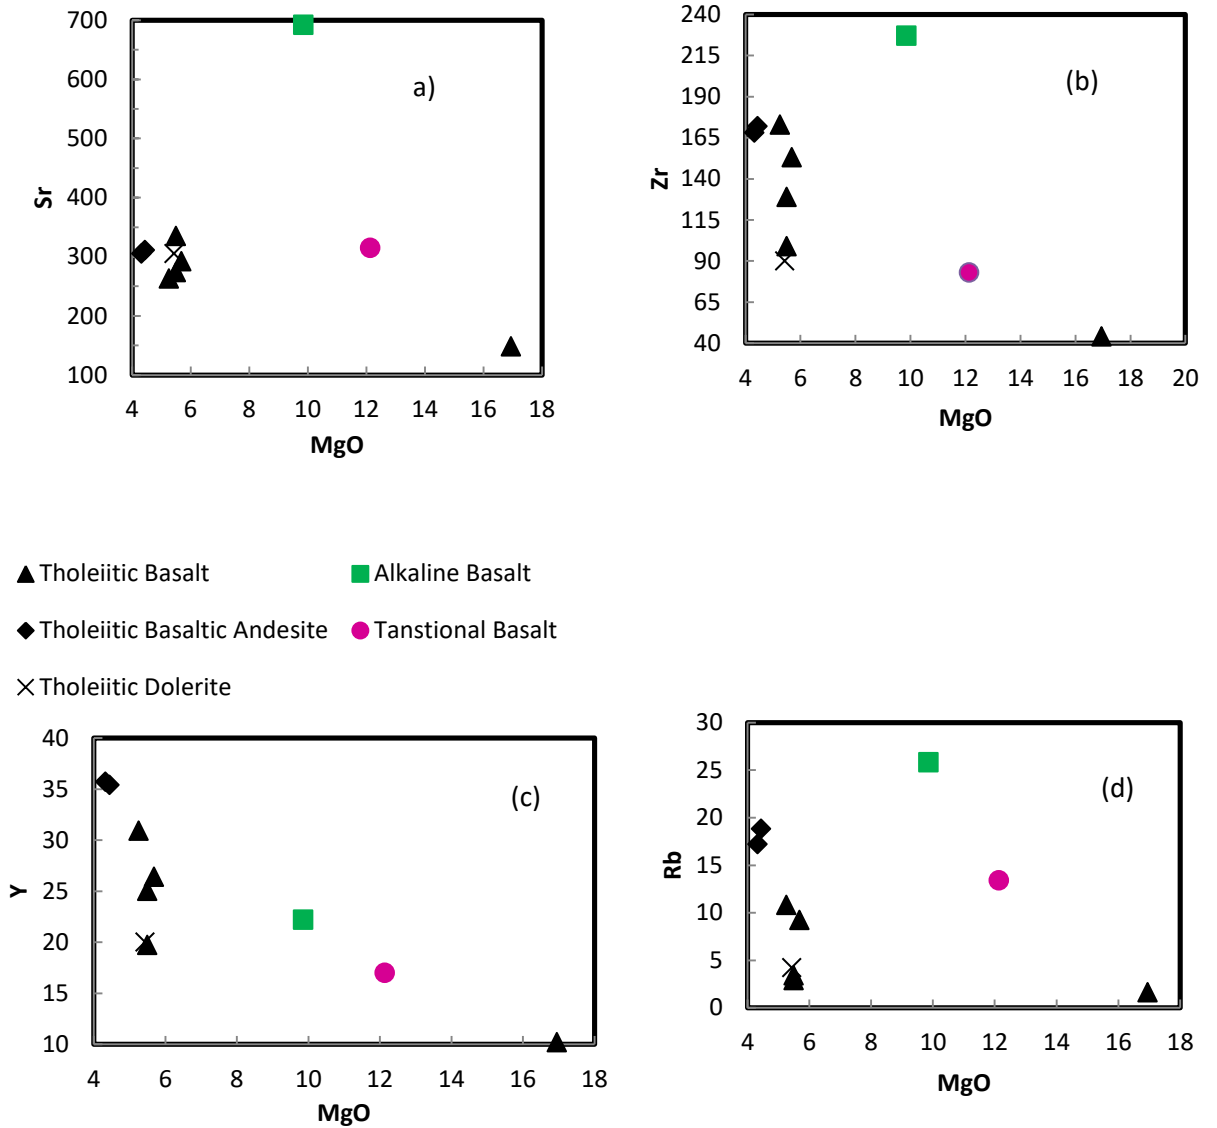 700
600
500
400
300
200
100
Sr
a)
4 6 8 10 12 14 16 18
MgO
240
215
190
165
140
115
90
65
40
Zr
(b)
4 6 8 10 12 14 16 18 20
MgO
Tholeiitic Basalt
Alkaline Basalt
Tholeiitic Basaltic Andesite
Tanstional Basalt
Tholeiitic Dolerite
40
35
30
25
20
15
10
Y
(c)
4 6 8 10 12 14 16 18
MgO
30
25
20
15
10
5
0
Rb
(d)
4 6 8 10 12 14 16 18
MgO